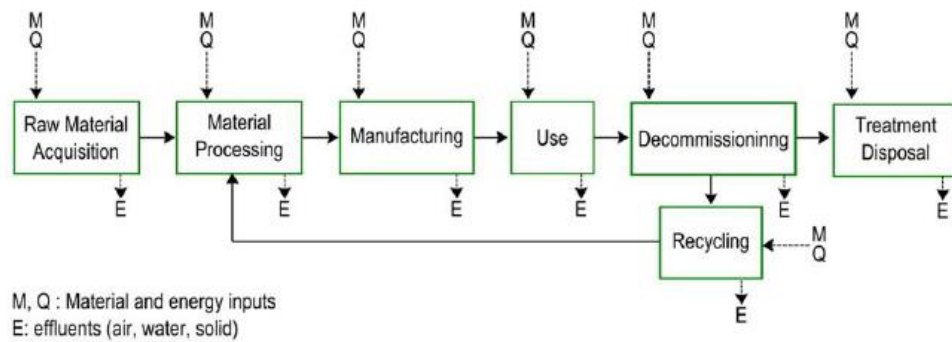 M
Q
M
Q
M
Q
M
Q
M
Q
M
Q
Raw Material
Acquisition
Material
Processing
Manufacturing
Use
Decommissioninng
Treatment
Disposal
E
E
E
E
E
E
Recycling
M
Q
E
M, Q : Material and energy inputs
E: effluents (air, water, solid)